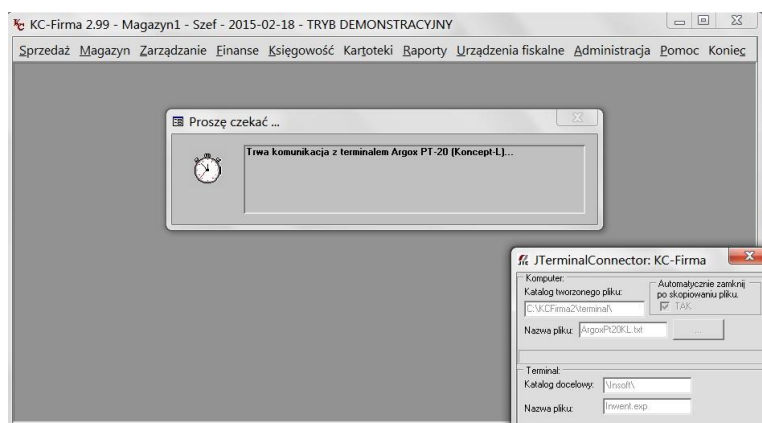 KC-Firma 2.99 - Magazyn1 - Szef - 2015-02-18 - TRYB DEMONSTRACYJNY
Sprzedaż Magazyn Zarządzanie Finanse Księgowość Kartoteki Raporty Urządzenia fiskalne Administracja Pomoc Koniec
Proszę czekać ...
Trwa komunikacja z terminalem Argox PT-20 (Koncept-L)...
JTerminalConnector: KC-Firma
Komputer:
Katalog tworzonego pliku:
C:\KCFirma2\terminal\
Automatycznie zamknij
po skopiowaniu pliku.
TAK
Nazwa pliku: ArgoxPt20KL.txt
...
Terminal:
Katalog docelowy: \Insoft\
Nazwa pliku: Inwent.exp